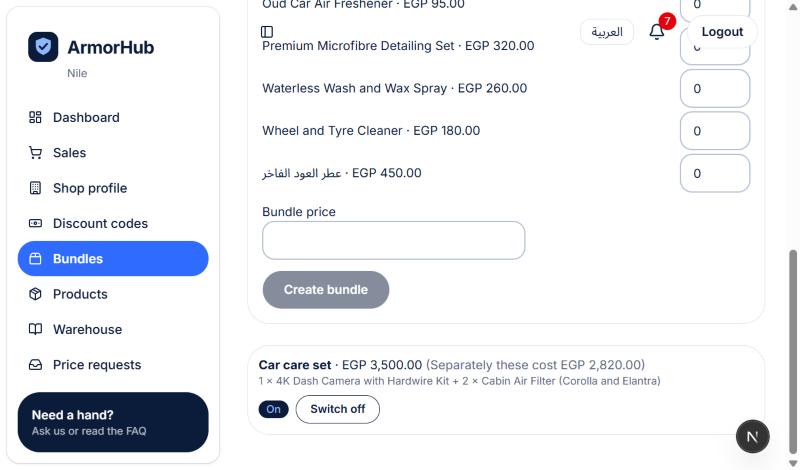 ArmorHub
Nile
Dashboard
Sales
Shop profile
Discount codes
Bundles
Products
Warehouse
Price requests
Need a hand?
Ask us or read the FAQ
العربية
7
Logout
Oud Car Air Freshener · EGP 95.00
0
Premium Microfibre Detailing Set · EGP 320.00
0
Waterless Wash and Wax Spray · EGP 260.00
0
Wheel and Tyre Cleaner · EGP 180.00
0
عطر العود الفاخر · EGP 450.00
0
Bundle price
Create bundle
Car care set · EGP 3,500.00 (Separately these cost EGP 2,820.00)
1 × 4K Dash Camera with Hardwire Kit + 2 × Cabin Air Filter (Corolla and Elantra)
On
Switch off
N